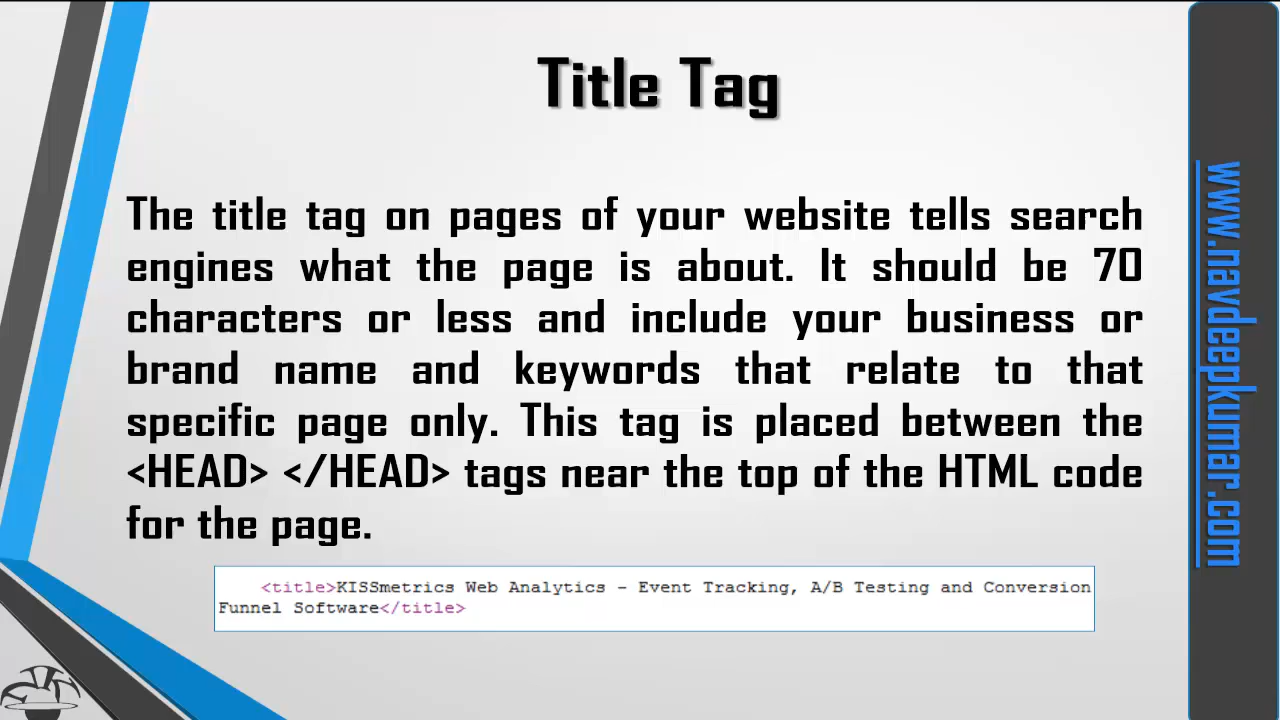 Title Tag
The title tag on pages of your website tells search
engines what the page is about. It should be 70
characters or less and include your business or
brand name and keywords that relate to that
specific page only. This tag is placed between the
<HEAD> </HEAD> tags near the top of the HTML code
for the page.
<title>KISSmetrics Web Analytics - Event Tracking, A/B Testing and Conversion
Funnel Software</title>
www.navdeepkumar.com